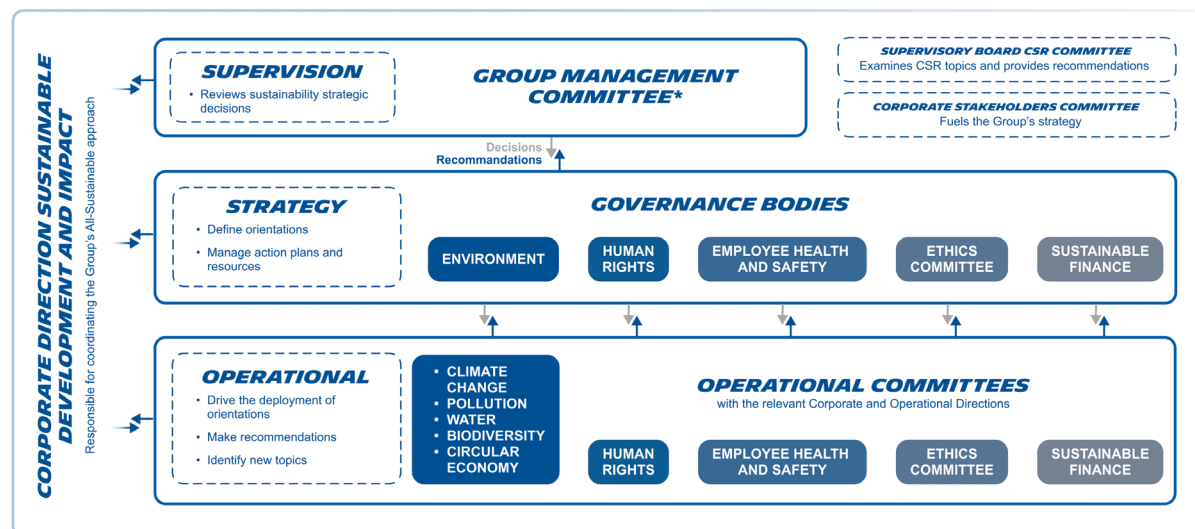 CORPORATE DIRECTION SUSTAINABLE
DEVELOPMENT AND IMPACT
Responsible for coordinating the Group's All-Sustainable approach
SUPERVISION
• Reviews sustainability strategic
decisions
GROUP MANAGEMENT
COMMITTEE*
SUPERVISORY BOARD CSR COMMITTEE
Examines CSR topics and provides recommendations
CORPORATE STAKEHOLDERS COMMITTEE
Fuels the Group's strategy
Decisions
Recommandations
STRATEGY
• Define orientations
• Manage action plans and
resources
GOVERNANCE BODIES
ENVIRONMENT
HUMAN
RIGHTS
EMPLOYEE HEALTH
AND SAFETY
ETHICS
COMMITTEE
SUSTAINABLE
FINANCE
OPERATIONAL
• Drive the deployment of
orientations
• Make recommendations
• Identify new topics
• CLIMATE
CHANGE
• POLLUTION
• WATER
• BIODIVERSITY
• CIRCULAR
ECONOMY
OPERATIONAL COMMITTEES
with the relevant Corporate and Operational Directions
HUMAN
RIGHTS
EMPLOYEE HEALTH
AND SAFETY
ETHICS
COMMITTEE
SUSTAINABLE
FINANCE